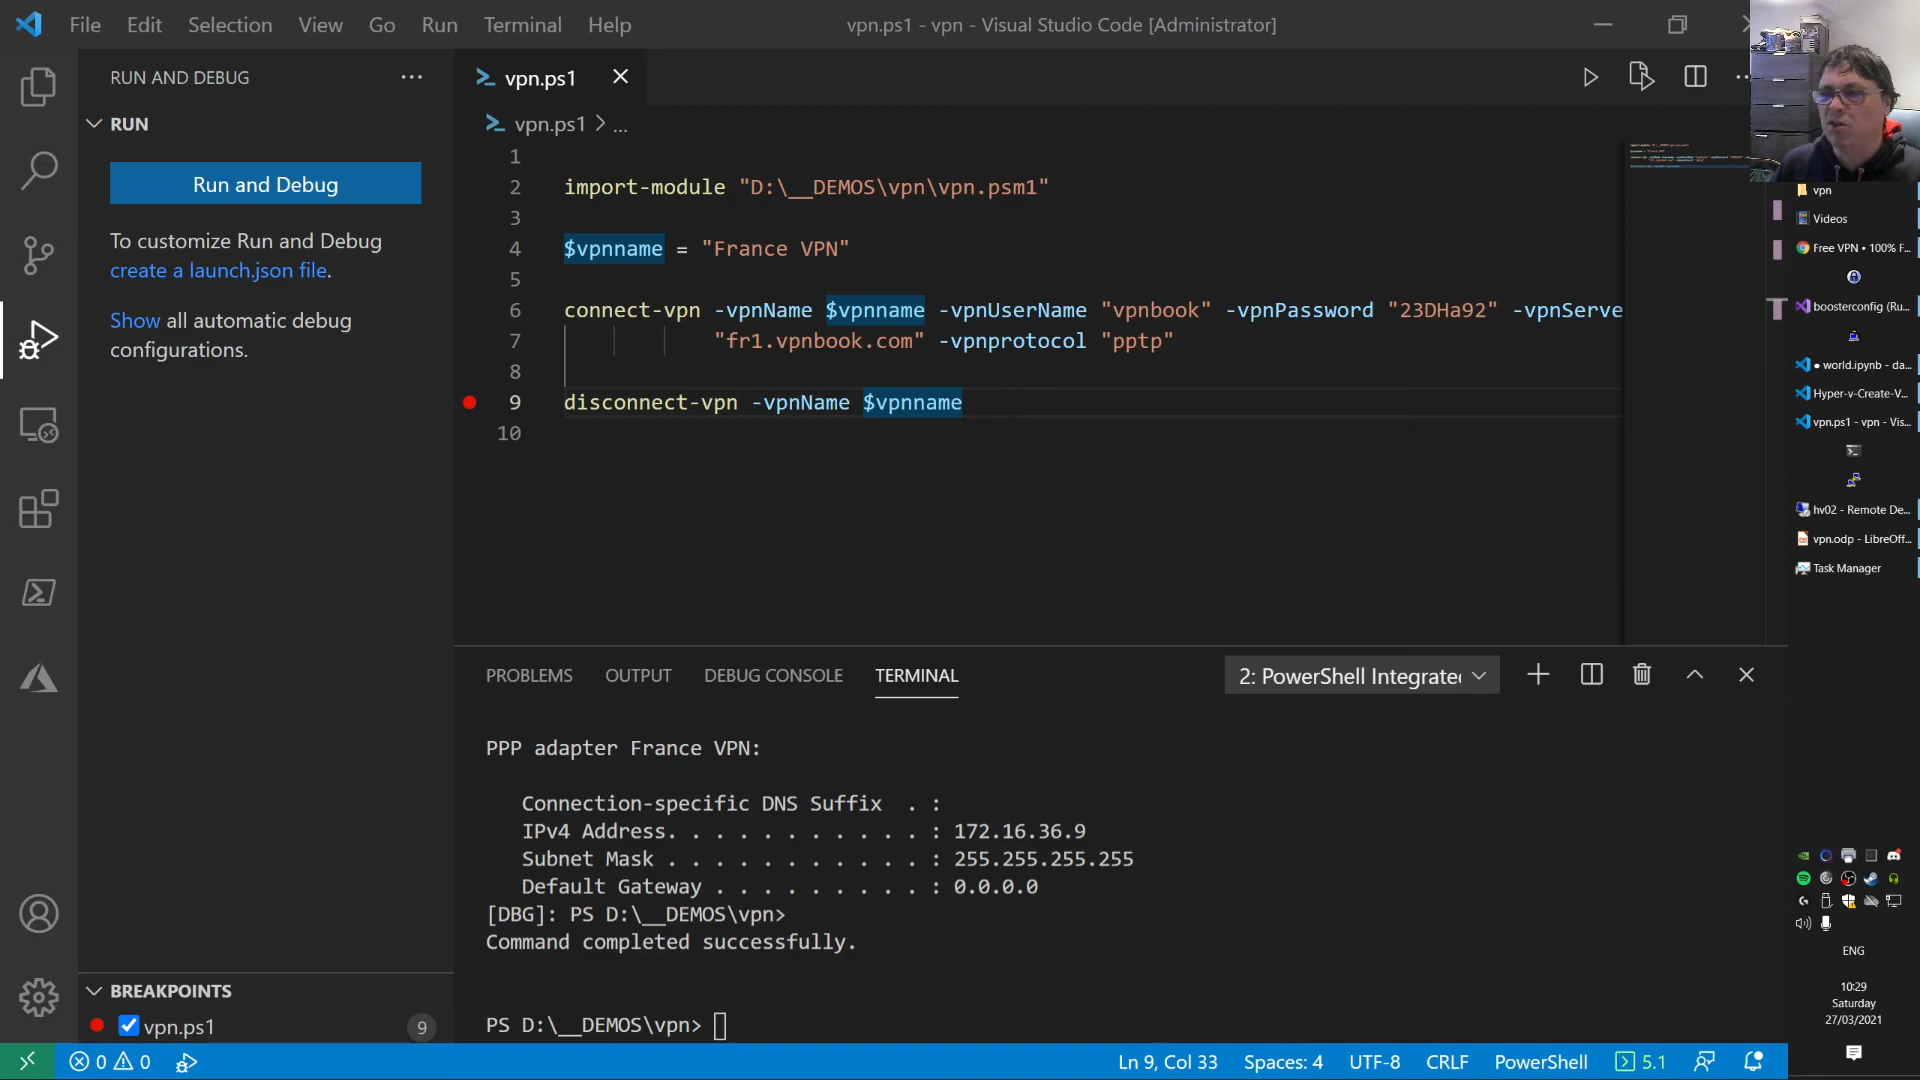 File Edit Selection View Go Run Terminal Help
vpn.ps1 - vpn - Visual Studio Code [Administrator]
RUN AND DEBUG
RUN
Run and Debug
To customize Run and Debug
create a launch.json file.
Show all automatic debug
configurations.
BREAKPOINTS
vpn.ps1 9
vpn.ps1
vpn.ps1 > ...
1
2 import-module "D:\__DEMOS\vpn\vpn.psm1"
3
4 $vpnname = "France VPN"
5
6 connect-vpn -vpnName $vpnname -vpnUserName "vpnbook" -vpnPassword "23DHa92" -vpnServe
7 "fr1.vpnbook.com" -vpnprotocol "pptp"
8
9 disconnect-vpn -vpnName $vpnname
10
PROBLEMS OUTPUT DEBUG CONSOLE TERMINAL
2: PowerShell Integrate
PPP adapter France VPN:
Connection-specific DNS Suffix . :
IPv4 Address. . . . . . . . . . . : 172.16.36.9
Subnet Mask . . . . . . . . . . . : 255.255.255.255
Default Gateway . . . . . . . . . : 0.0.0.0
[DBG]: PS D:\__DEMOS\vpn>
Command completed successfully.
PS D:\__DEMOS\vpn>
0 0
Ln 9, Col 33 Spaces: 4 UTF-8 CRLF PowerShell 5.1
vpn
Videos
Free VPN • 100% F...
boosterconfig (Ru...
● world.ipynb - da...
Hyper-v-Create-V...
vpn.ps1 - vpn - Vis...
hv02 - Remote De...
vpn.odp - LibreOff...
Task Manager
ENG
10:29
Saturday
27/03/2021